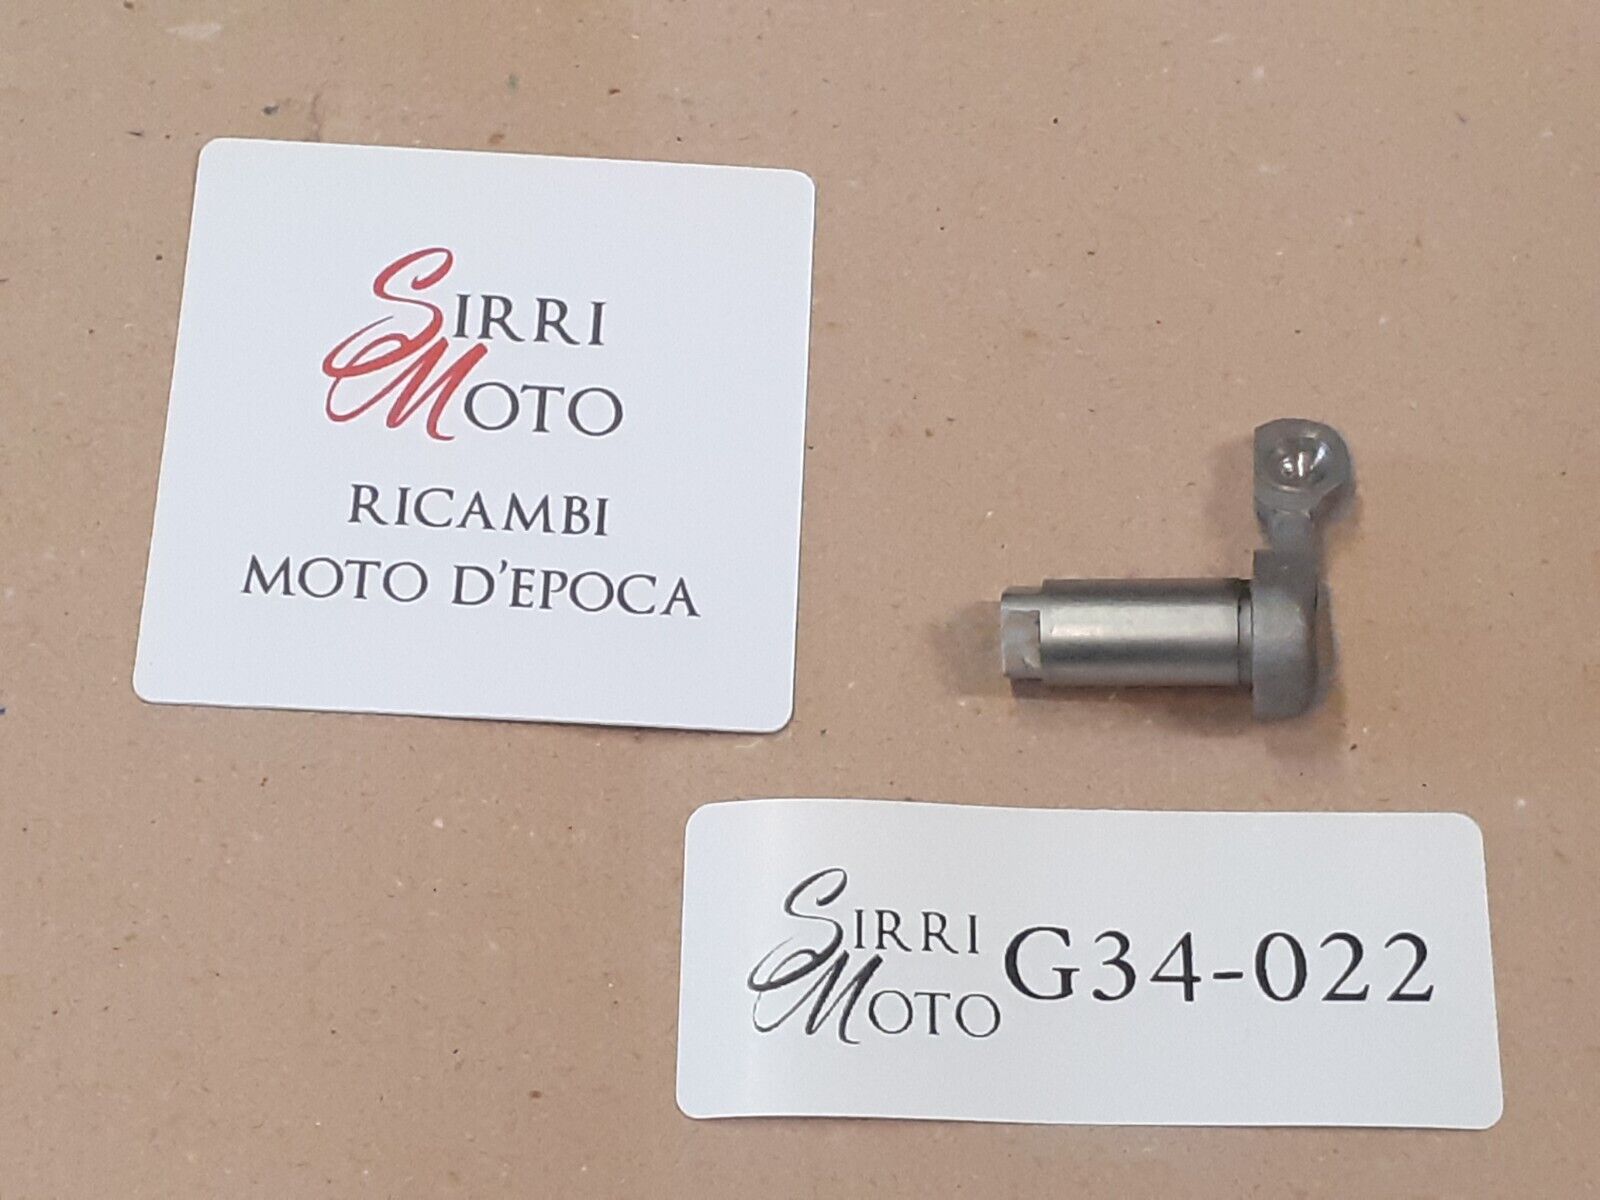 SIRRI
MOTO
RICAMBI
MOTO D'EPOCA
SIRRI
MOTO
G34-022